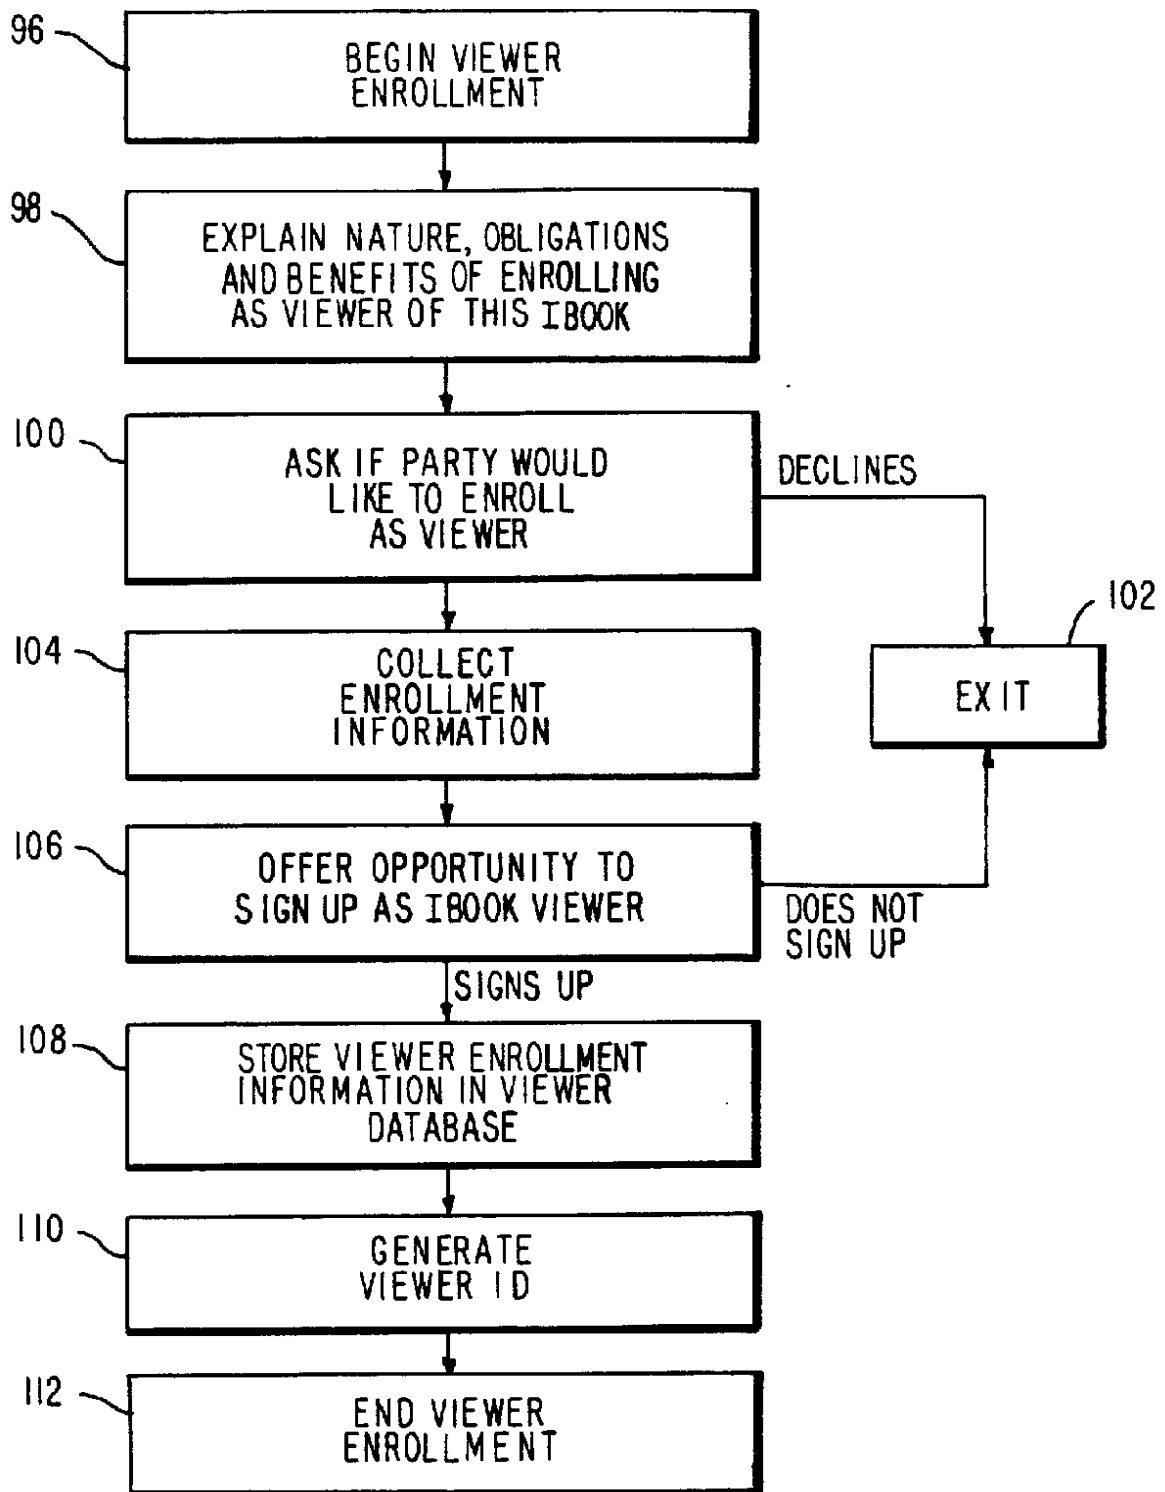 96
BEGIN VIEWER
ENROLLMENT
98
EXPLAIN NATURE, OBLIGATIONS
AND BENEFITS OF ENROLLING
AS VIEWER OF THIS IBOOK
100
ASK IF PARTY WOULD
LIKE TO ENROLL
AS VIEWER
DECLINES
102
EXIT
104
COLLECT
ENROLLMENT
INFORMATION
106
OFFER OPPORTUNITY TO
SIGN UP AS IBOOK VIEWER
DOES NOT
SIGN UP
SIGNS UP
108
STORE VIEWER ENROLLMENT
INFORMATION IN VIEWER
DATABASE
110
GENERATE
VIEWER ID
112
END VIEWER
ENROLLMENT